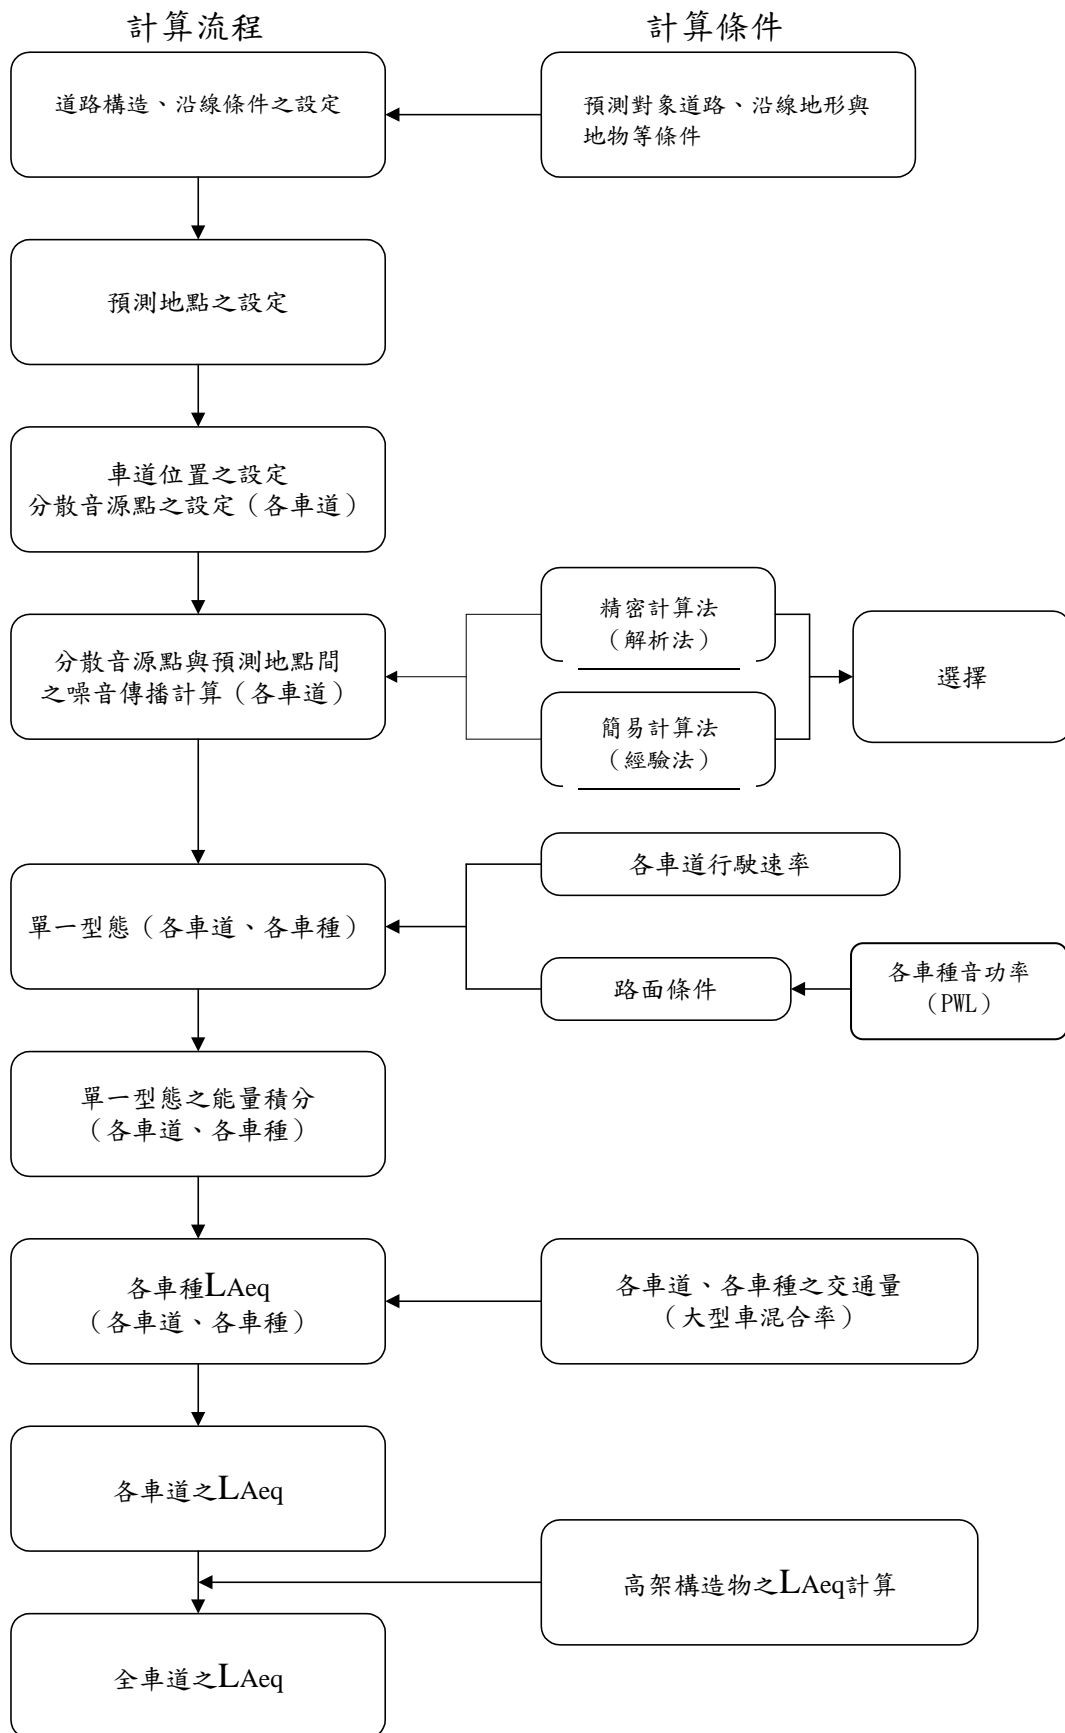 計算流程
計算條件
道路構造、沿線條件之設定
預測對象道路、沿線地形與
地物等條件
預測地點之設定
車道位置之設定
分散音源點之設定（各車道）
分散音源點與預測地點間
之噪音傳播計算（各車道）
精密計算法
（解析法）
簡易計算法
（經驗法）
選擇
單一型態（各車道、各車種）
各車道行駛速率
路面條件
各車種音功率
（PWL）
單一型態之能量積分
（各車道、各車種）
各車種LAeq
（各車道、各車種）
各車道、各車種之交通量
（大型車混合率）
各車道之LAeq
高架構造物之LAeq計算
全車道之LAeq